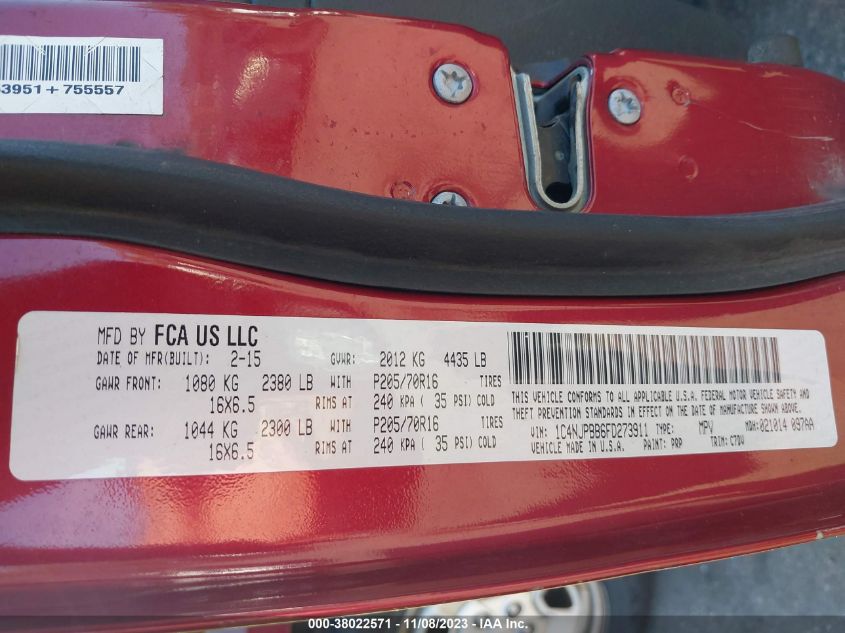 3951+755557
MFD BY FCA US LLC
DATE OF MFR(BUILT): 2-15 GVWR: 2012 KG 4435 LB
GAWR FRONT: 1080 KG 2380 LB WITH P205/70R16 TIRES
16X6.5 RIMS AT 240 KPA ( 35 PSI) COLD
GAWR REAR: 1044 KG 2300 LB WITH P205/70R16 TIRES
16X6.5 RIMS AT 240 KPA ( 35 PSI) COLD
THIS VEHICLE CONFORMS TO ALL APPLICABLE U.S.A. FEDERAL MOTOR VEHICLE SAFETY AND
THEFT PREVENTION STANDARDS IN EFFECT ON THE DATE OF MANUFACTURE SHOWN ABOVE.
VIN: 1C4NJPBB6FD273911 TYPE: MPV MDH:021014 097AA
VEHICLE MADE IN U.S.A. PAINT: PRP TRIM: C7DV
000-38022571 - 11/08/2023 - IAA Inc.